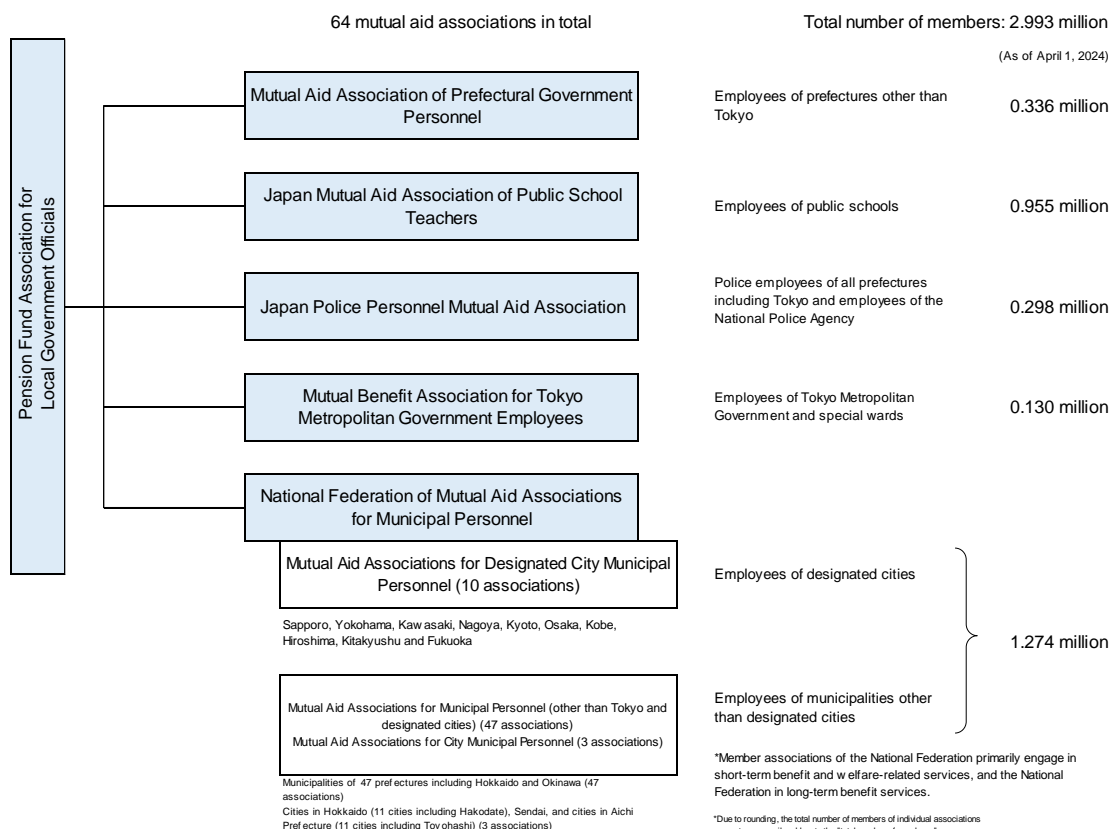 64 mutual aid associations in total
Total number of members: 2.993 million
(As of April 1, 2024)
Pension Fund Association for
Local Government Officials
Mutual Aid Association of Prefectural Government
Personnel
Employees of prefectures other than
Tokyo
0.336 million
Japan Mutual Aid Association of Public School
Teachers
Employees of public schools
0.955 million
Japan Police Personnel Mutual Aid Association
Police employees of all prefectures
including Tokyo and employees of the
National Police Agency
0.298 million
Mutual Benefit Association for Tokyo
Metropolitan Government Employees
Employees of Tokyo Metropolitan
Government and special wards
0.130 million
National Federation of Mutual Aid Associations
for Municipal Personnel
Mutual Aid Associations for Designated City Municipal
Personnel (10 associations)
Employees of designated cities
Sapporo, Yokohama, Kawasaki, Nagoya, Kyoto, Osaka, Kobe,
Hiroshima, Kitakyushu and Fukuoka
1.274 million
Mutual Aid Associations for Municipal Personnel (other than Tokyo and
designated cities) (47 associations)
Mutual Aid Associations for City Municipal Personnel (3 associations)
Employees of municipalities other
than designated cities
Municipalities of 47 prefectures including Hokkaido and Okinawa (47
associations)
Cities in Hokkaido (11 cities including Hakodate), Sendai, and cities in Aichi
Prefecture (11 cities including Toyohashi) (3 associations)
*Member associations of the National Federation primarily engage in
short-term benefit and welfare-related services, and the National
Federation in long-term benefit services.
*Due to rounding, the total number of members of individual associations